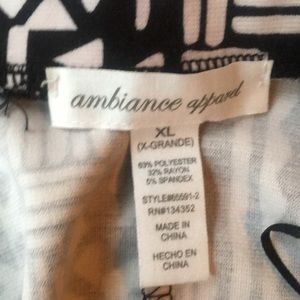 ambiance apparel
XL
(X-GRANDE)
63% POLYESTER
32% RAYON
5% SPANDEX
STYLE#65591-2
RN#134352
MADE IN
CHINA
HECHO EN
CHINA